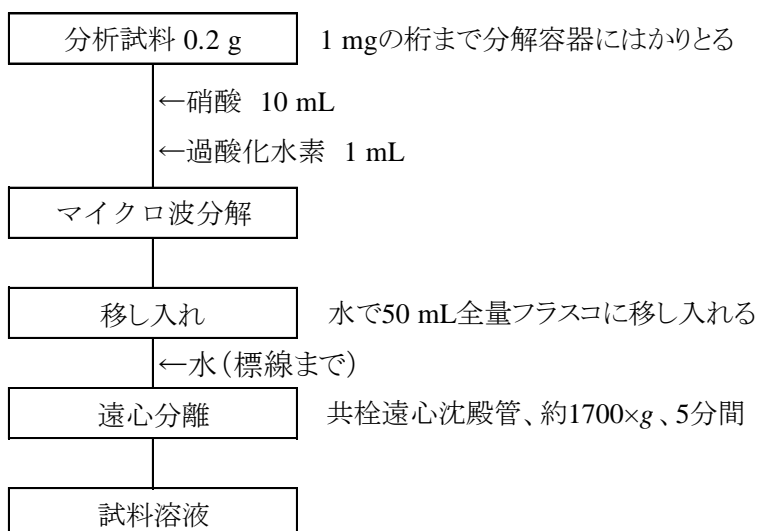 分析試料 0.2 g 1 mgの桁まで分解容器にはかりとる
←硝酸 10 mL
←過酸化水素 1 mL
マイクロ波分解
移し入れ 水で50 mL全量フラスコに移し入れる
←水（標線まで）
遠心分離 共栓遠心沈殿管、約1700×g、5分間
試料溶液